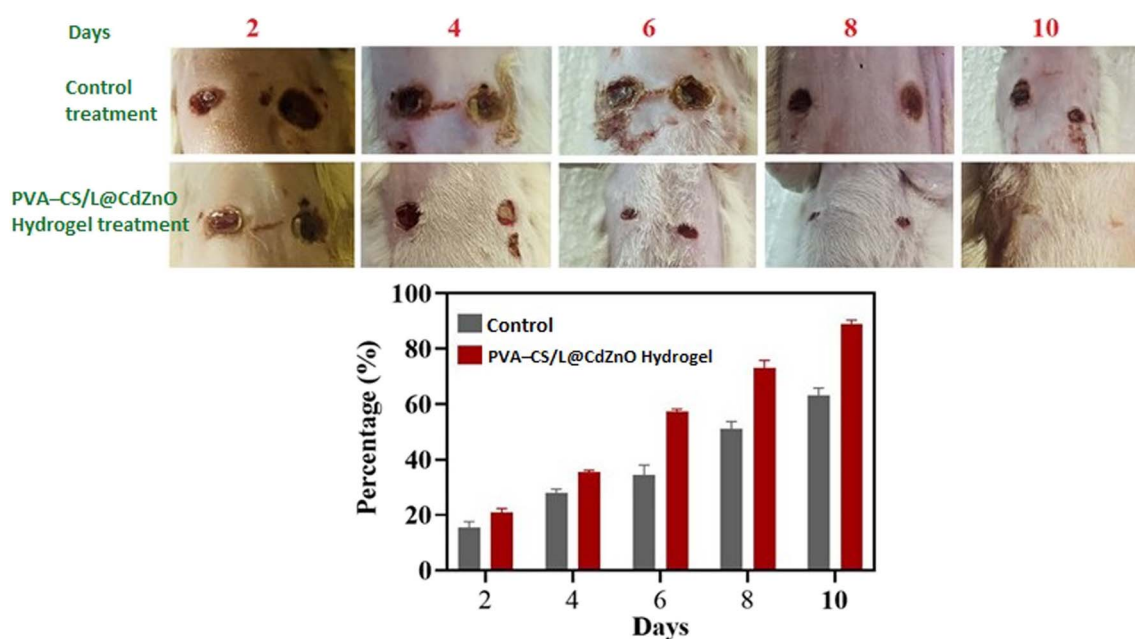 Days 2 4 6 8 10
Control
treatment
PVA–CS/L@CdZnO
Hydrogel treatment
100
80
60
40
20
0
Percentage (%)
Control
PVA–CS/L@CdZnO Hydrogel
2 4 6 8 10
Days